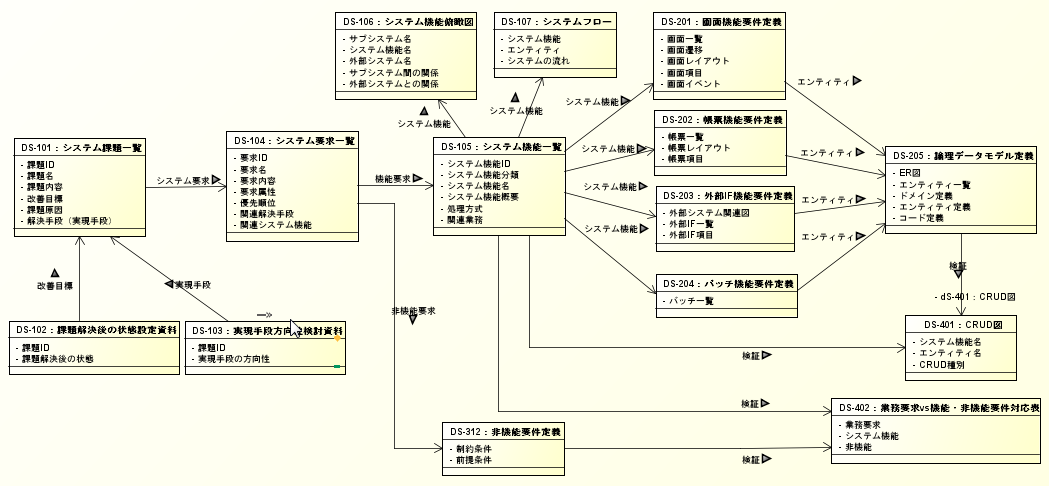 DS-106 : システム機能俯瞰図
- サブシステム名
- システム機能名
- 外部システム名
- サブシステム間の関係
- 外部システムとの関係
DS-107 : システムフロー
- システム機能
- エンティティ
- システムの流れ
DS-201 : 画面機能要件定義
- 画面一覧
- 画面遷移
- 画面レイアウト
- 画面項目
- 画面イベント
DS-101 : システム課題一覧
- 課題ID
- 課題名
- 課題内容
- 改善目標
- 課題原因
- 解決手段（実現手段）
システム要求
DS-104 : システム要求一覧
- 要求ID
- 要求名
- 要求内容
- 要求属性
- 優先順位
- 関連解決手段
- 関連システム機能
機能要求
DS-105 : システム機能一覧
- システム機能ID
- システム機能分類
- システム機能名
- システム機能概要
- 処理方式
- 関連業務
システム機能
システム機能
システム機能
システム機能
システム機能
システム機能
DS-202 : 帳票機能要件定義
- 帳票一覧
- 帳票レイアウト
- 帳票項目
DS-203 : 外部IF機能要件定義
- 外部システム関連図
- 外部IF一覧
- 外部IF項目
DS-204 : バッチ機能要件定義
- バッチ一覧
エンティティ
エンティティ
エンティティ
エンティティ
DS-205 : 論理データモデル定義
- ER図
- エンティティ一覧
- ドメイン定義
- エンティティ定義
- コード定義
検証
- dS-401 : CRUD図
DS-401 : CRUD図
- システム機能名
- エンティティ名
- CRUD種別
改善目標
実現手段
DS-102 : 課題解決後の状態設定資料
- 課題ID
- 課題解決後の状態
DS-103 : 実現手段方向性検討資料
- 課題ID
- 実現手段の方向性
非機能要求
検証
検証
検証
DS-312 : 非機能要件定義
- 制約条件
- 前提条件
DS-402 : 業務要求vs機能・非機能要件対応表
- 業務要求
- システム機能
- 非機能